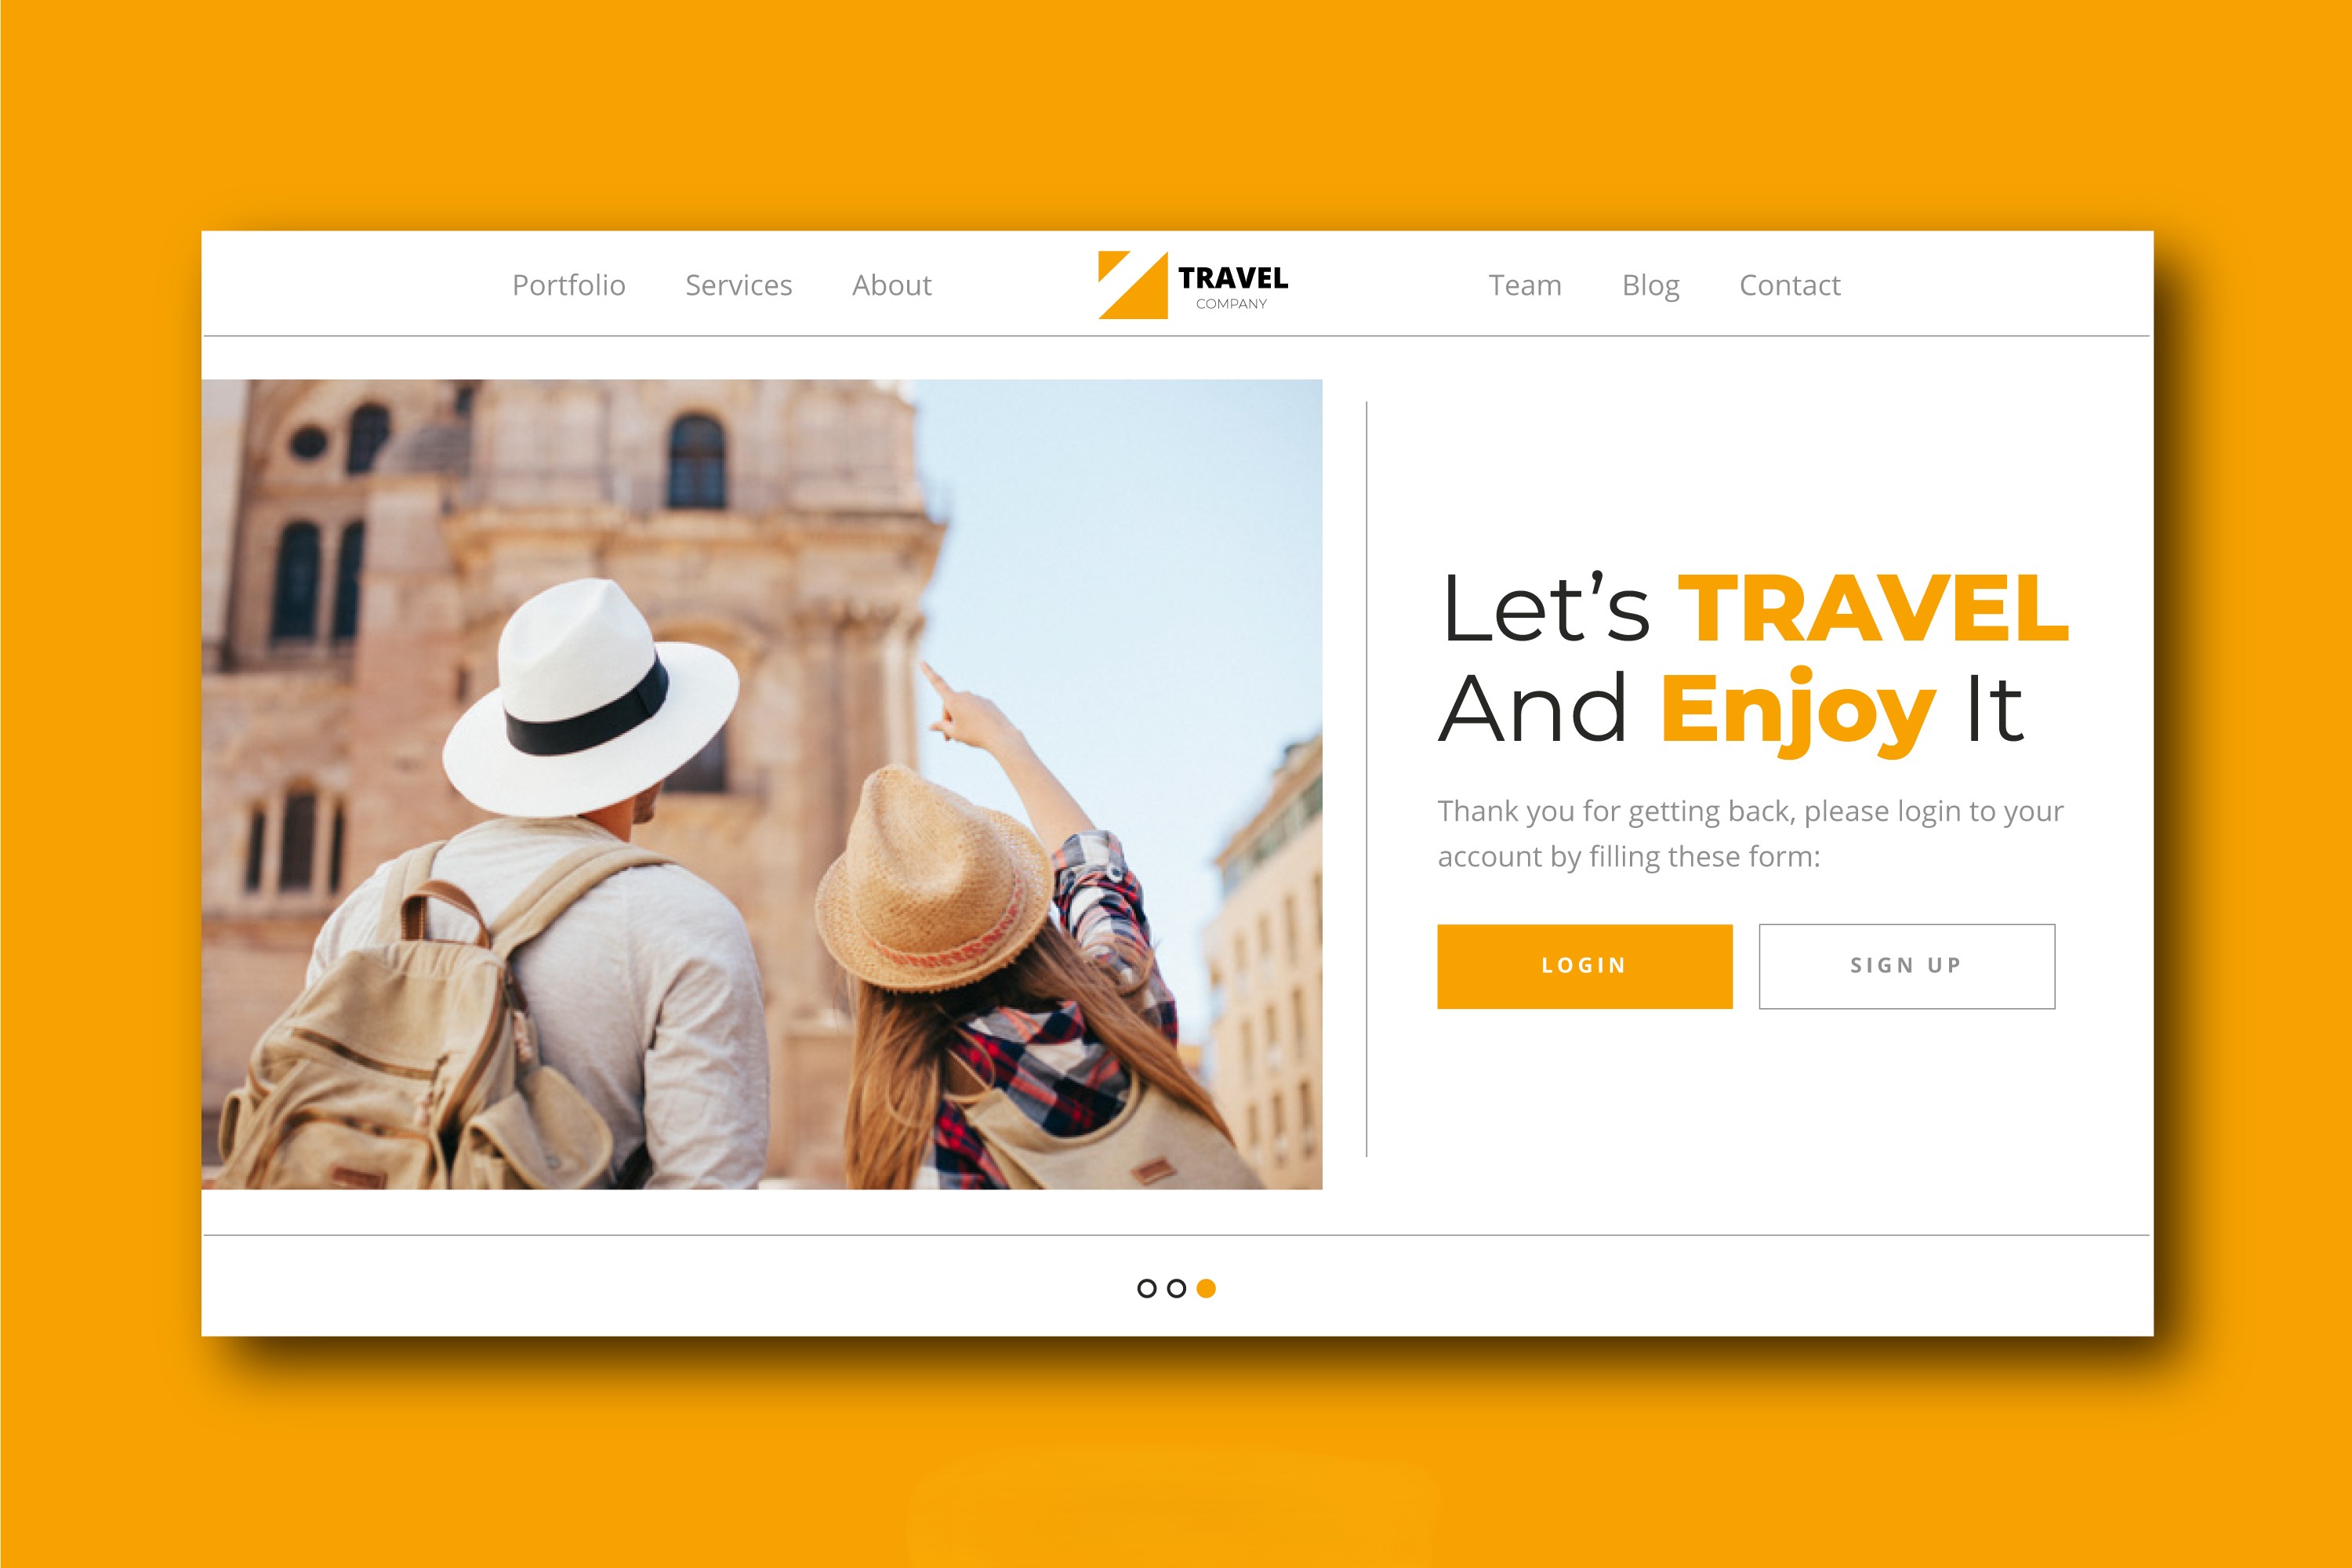 Portfolio Services About
TRAVEL
COMPANY
Team Blog Contact
Let’s TRAVEL
And Enjoy It
Thank you for getting back, please login to your
account by filling these form:
LOGIN
SIGN UP